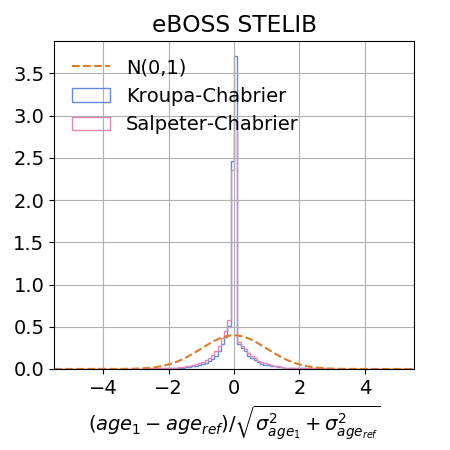 eBOSS STELIB
N(0,1)
Kroupa-Chabrier
Salpeter-Chabrier
3.5
3.0
2.5
2.0
1.5
1.0
0.5
0.0
−4 −2 0 2 4
(age₁ − age_ref)/√(σ²_age₁ + σ²_age_ref)